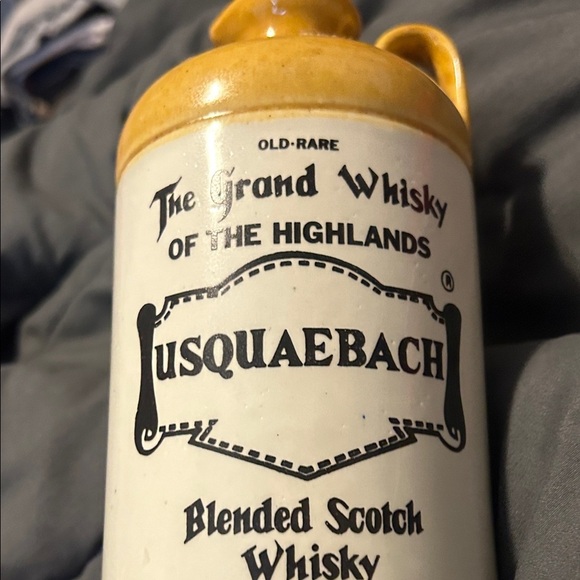 OLD·RARE
The Grand Whisky
OF THE HIGHLANDS
®
USQUAEBACH
Blended Scotch
Whisky